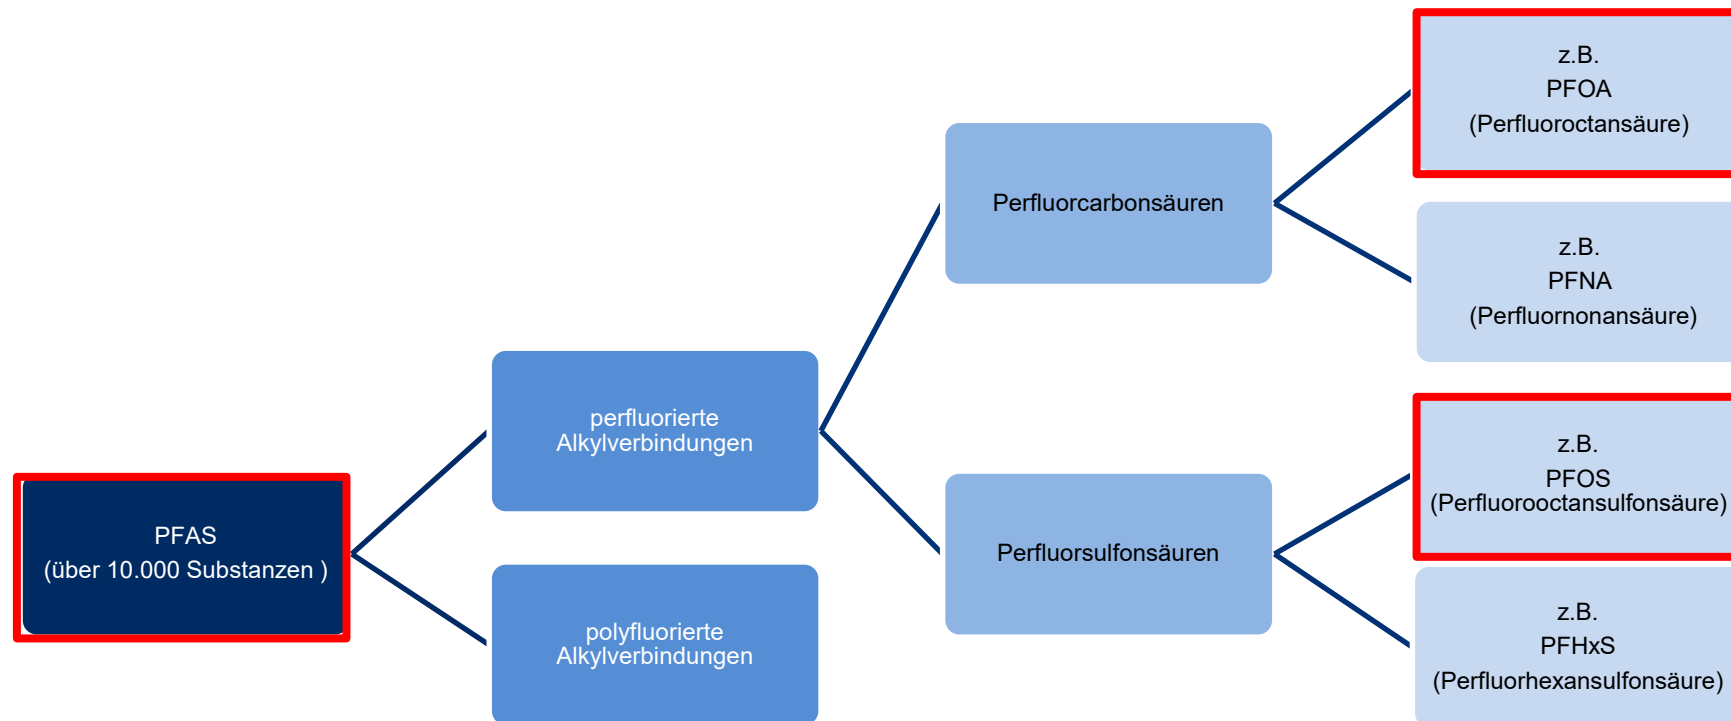 PFAS
(über 10.000 Substanzen )
perfluorierte
Alkylverbindungen
polyfluorierte
Alkylverbindungen
Perfluorcarbonsäuren
Perfluorsulfonsäuren
z.B.
PFOA
(Perfluoroctansäure)
z.B.
PFNA
(Perfluornonansäure)
z.B.
PFOS
(Perfluorooctansulfonsäure)
z.B.
PFHxS
(Perfluorhexansulfonsäure)